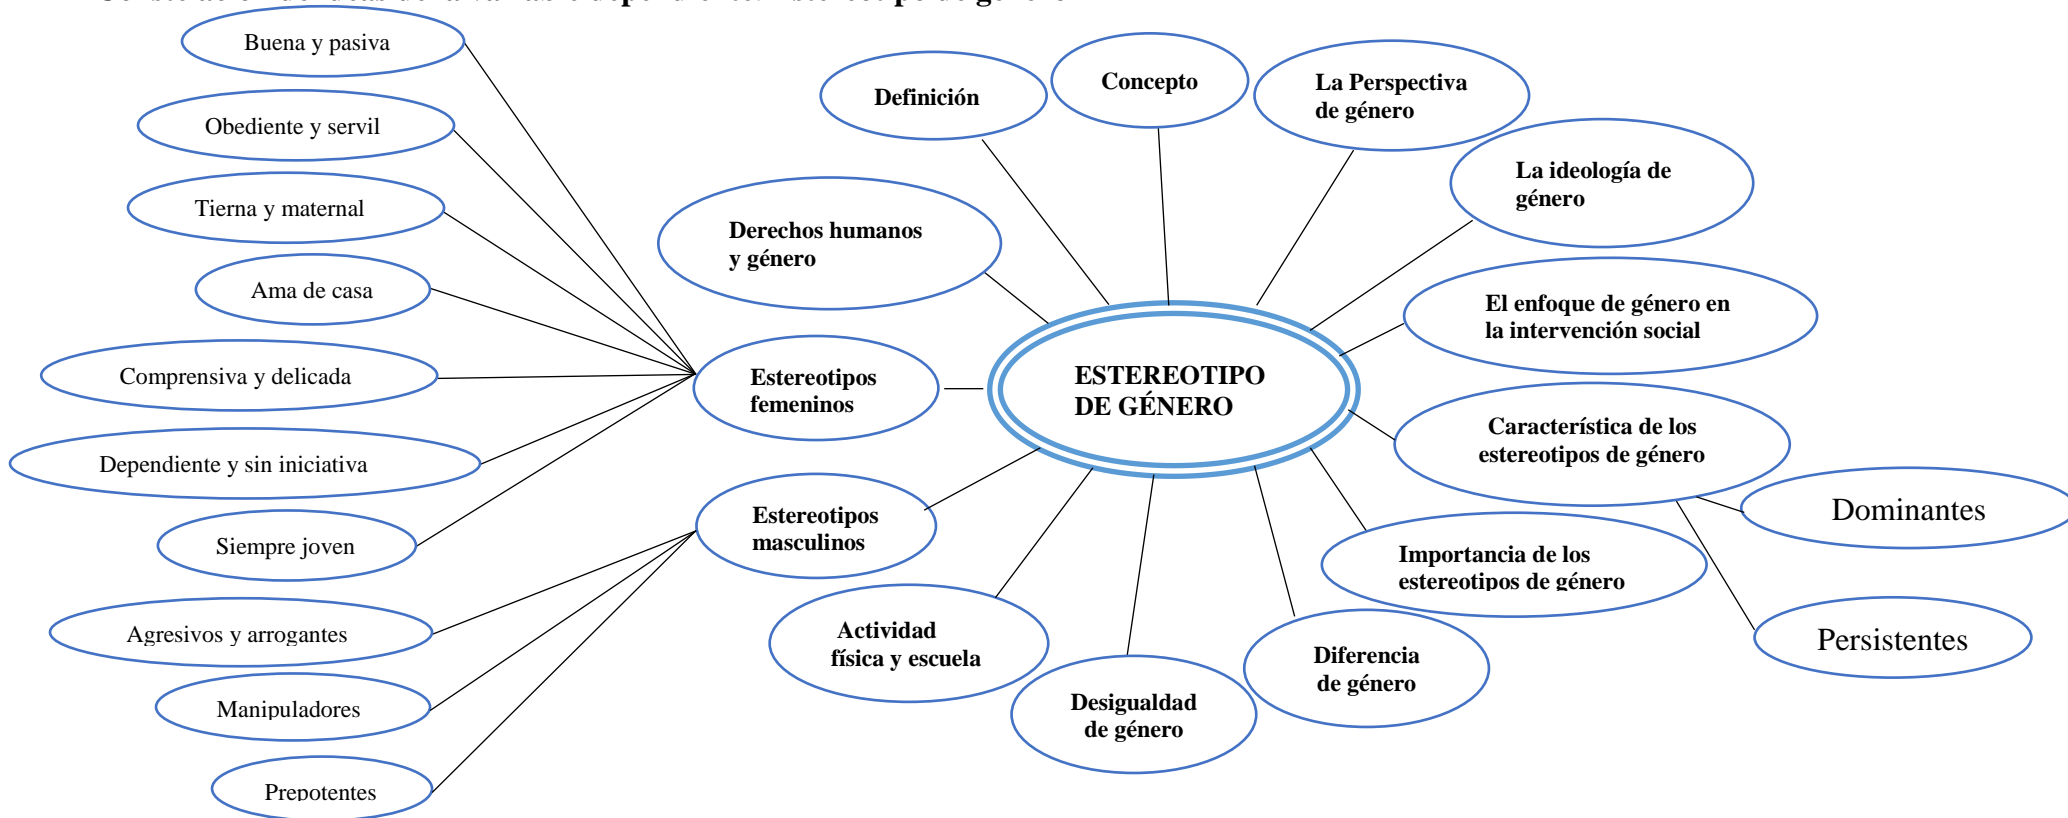 Buena y pasiva
Obediente y servil
Tierna y maternal
Ama de casa
Comprensiva y delicada
Dependiente y sin iniciativa
Siempre joven
Agresivos y arrogantes
Manipuladores
Prepotentes
Definición
Concepto
La Perspectiva
de género
La ideología de
género
Derechos humanos
y género
El enfoque de género en
la intervención social
Estereotipos
femeninos
ESTEREOTIPO
DE GÉNERO
Característica de los
estereotipos de género
Dominantes
Persistentes
Estereotipos
masculinos
Importancia de los
estereotipos de género
Actividad
física y escuela
Desigualdad
de género
Diferencia
de género